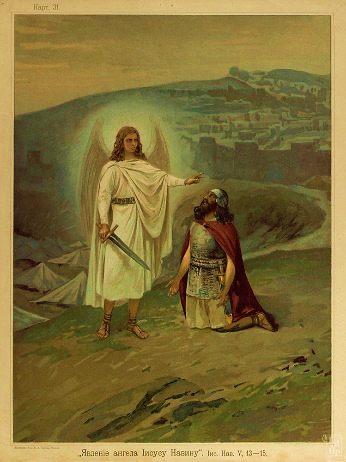 Карт. 31.
„Явленіе ангела Іисусу Навину“. Іис. Нав. V, 13—15.